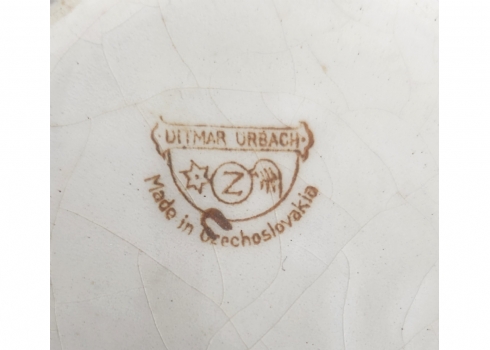 DITMAR URBACH
Z
Made in Czechoslovakia